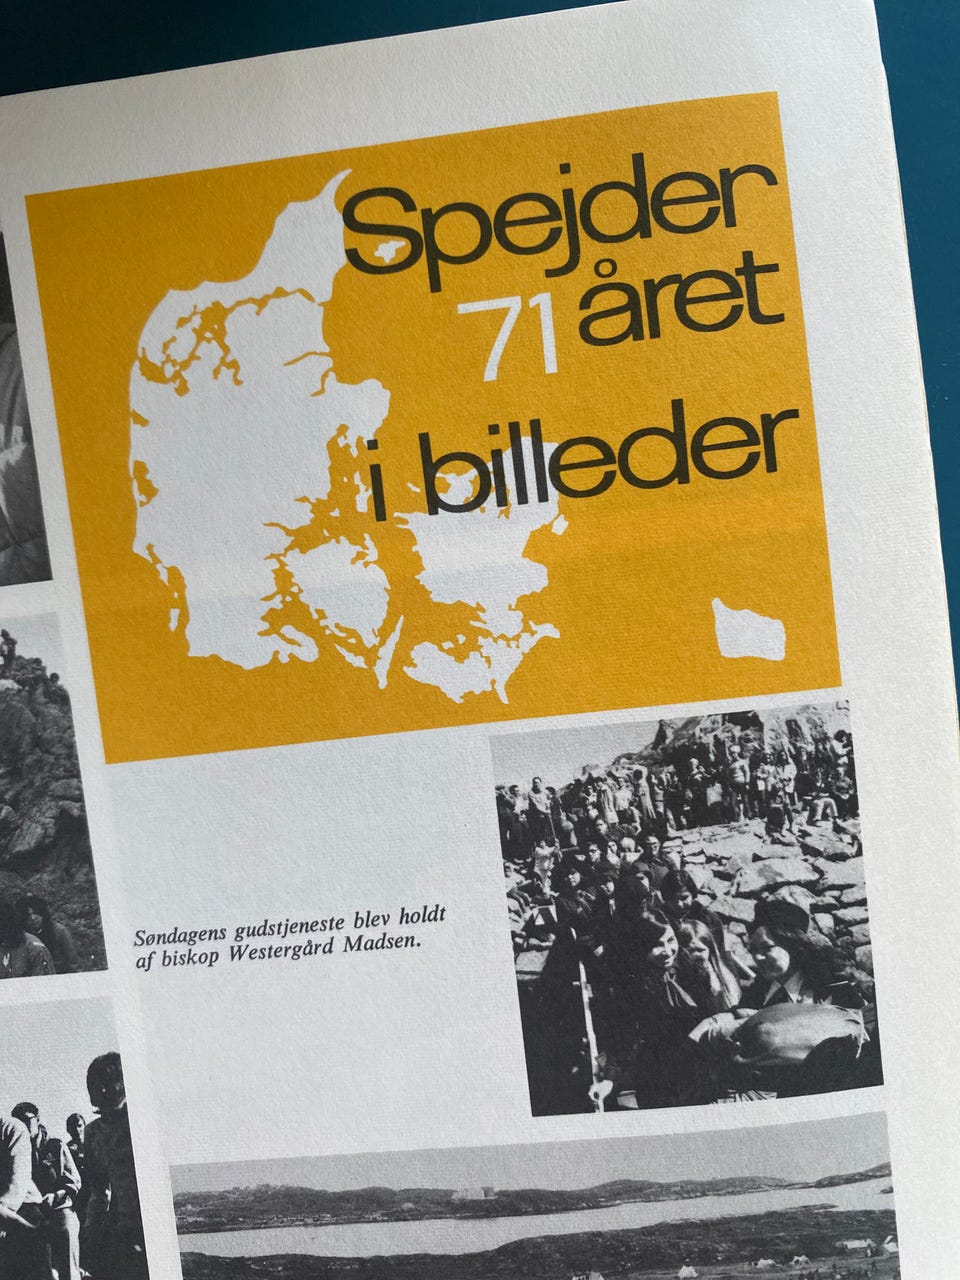 Spejder
71 året
i billeder
Søndagens gudstjeneste blev holdt
af biskop Westergård Madsen.